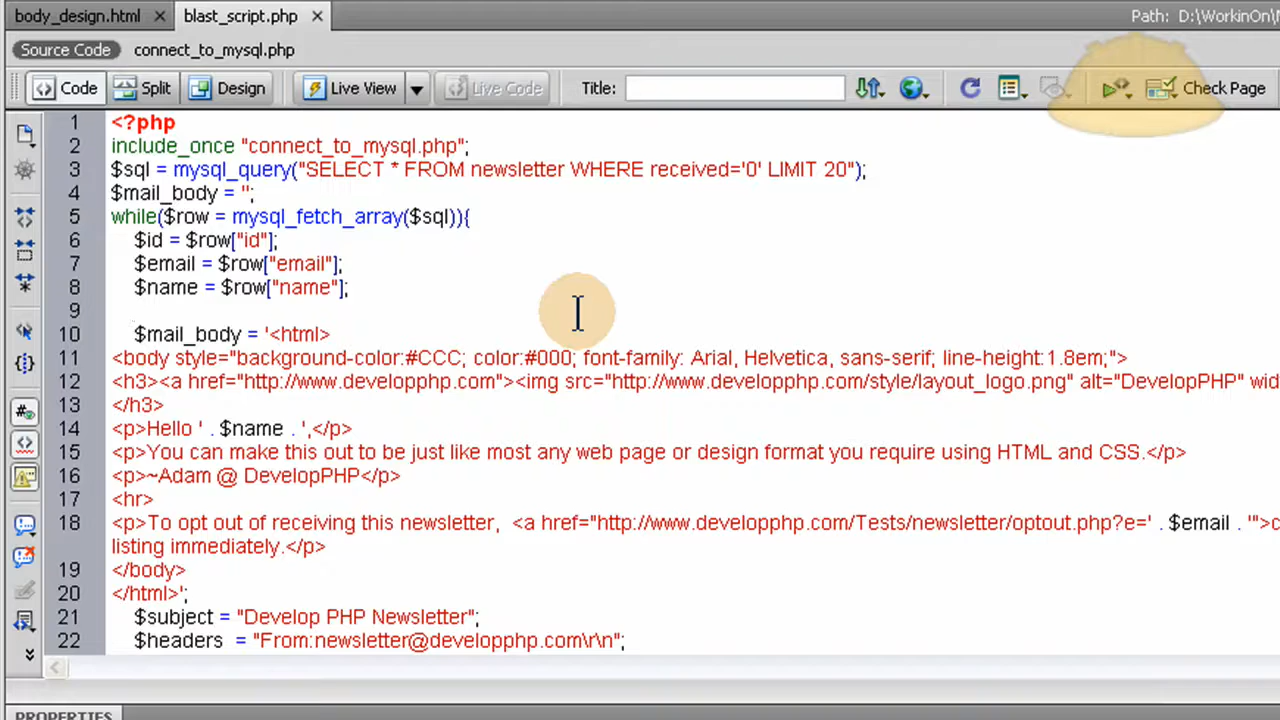 body_design.html × blast_script.php × Path: D:\WorkinOn\
Source Code connect_to_mysql.php
Code Split Design Live View Live Code Title: Check Page
1 <?php
2 include_once "connect_to_mysql.php";
3 $sql = mysql_query("SELECT * FROM newsletter WHERE received='0' LIMIT 20");
4 $mail_body = '';
5 while($row = mysql_fetch_array($sql)){
6 $id = $row["id"];
7 $email = $row["email"];
8 $name = $row["name"];
9
10 $mail_body = '<html>
11 <body style="background-color:#CCC; color:#000; font-family: Arial, Helvetica, sans-serif; line-height:1.8em;">
12 <h3><a href="http://www.developphp.com"><img src="http://www.developphp.com/style/layout_logo.png" alt="DevelopPHP" wid
13 </h3>
14 <p>Hello ' . $name . ',</p>
15 <p>You can make this out to be just like most any web page or design format you require using HTML and CSS.</p>
16 <p>~Adam @ DevelopPHP</p>
17 <hr>
18 <p>To opt out of receiving this newsletter,  <a href="http://www.developphp.com/Tests/newsletter/optout.php?e=' . $email . '">c
listing immediately.</p>
19 </body>
20 </html>';
21 $subject = "Develop PHP Newsletter";
22 $headers  = "From:newsletter@developphp.com\r\n";
PROPERTIES